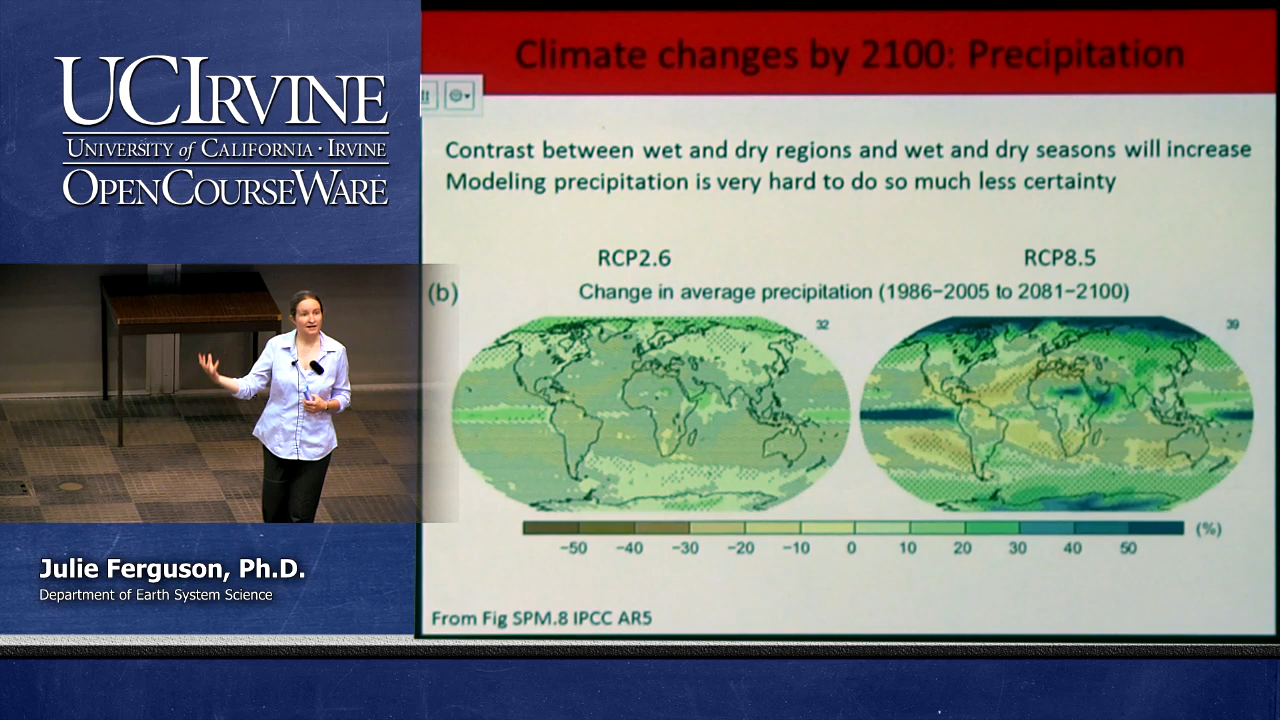 UCIRVINE
UNIVERSITY of CALIFORNIA · IRVINE
OPENCOURSEWARE
Julie Ferguson, Ph.D.
Department of Earth System Science
Climate changes by 2100: Precipitation
Contrast between wet and dry regions and wet and dry seasons will increase
Modeling precipitation is very hard to do so much less certainty
RCP2.6 RCP8.5
(b) Change in average precipitation (1986−2005 to 2081−2100)
32 39
(%)
−50 −40 −30 −20 −10 0 10 20 30 40 50
From Fig SPM.8 IPCC AR5